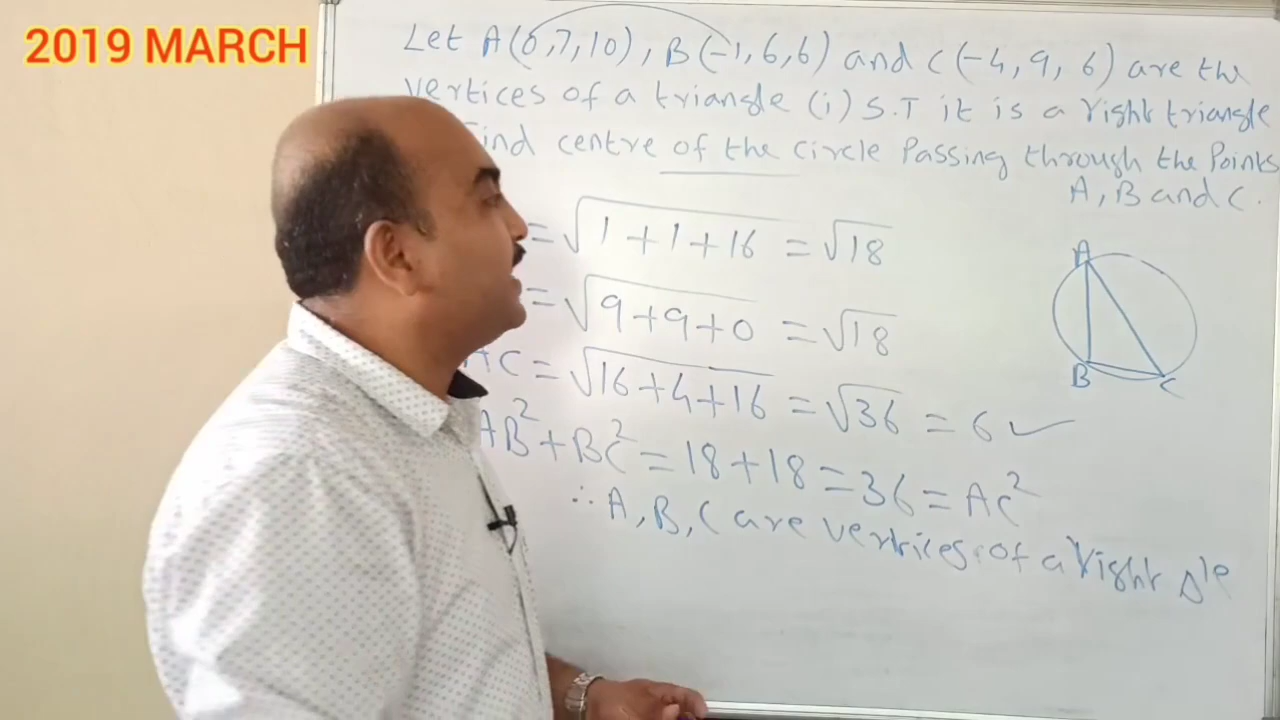 2019 MARCH
Let A(0,7,10), B(-1,6,6) and C(-4,9,6) are the
vertices of a triangle (i) S.T it is a right triangle
ind centre of the circle Passing through the Points
A, B and C.
= √1+1+16 = √18
= √9+9+0 = √18
AC = √16+4+16 = √36 = 6 ✓
AB² + BC² = 18+18 = 36 = AC²
∴ A, B, C are vertices of a right Δle
A
B
C